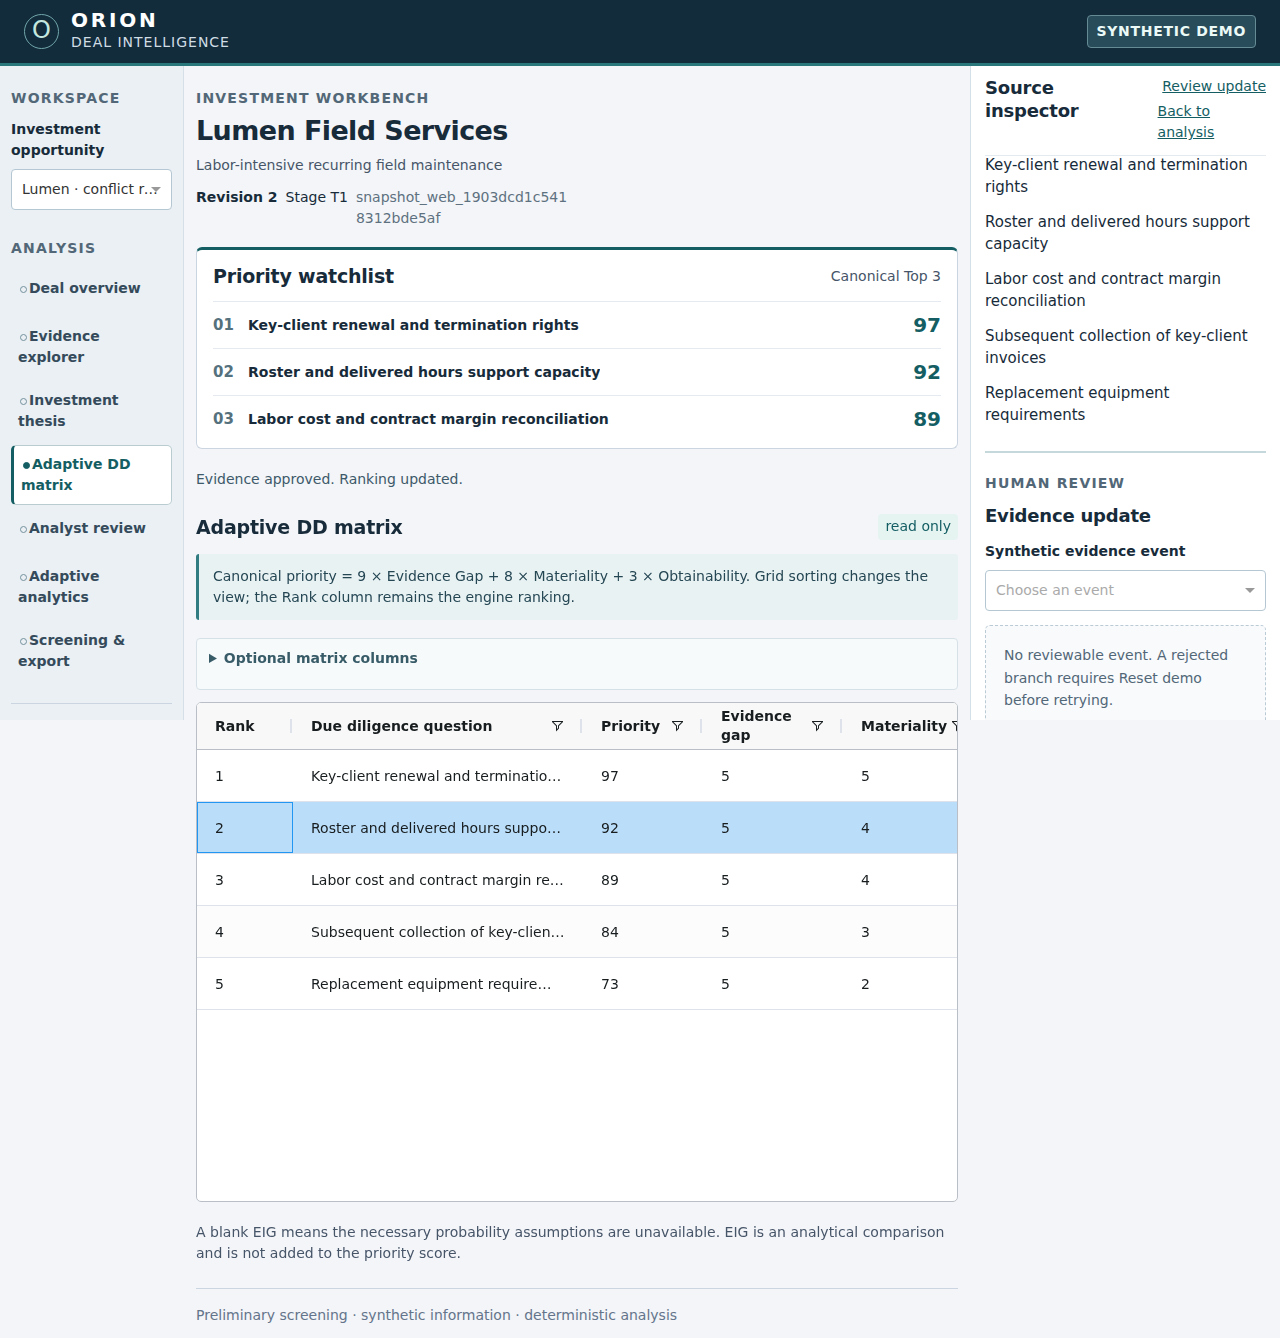 O
ORION
DEAL INTELLIGENCE
SYNTHETIC DEMO
WORKSPACE
Investment
opportunity
Lumen · conflict r...
ANALYSIS
Deal overview
Evidence
explorer
Investment
thesis
Adaptive DD
matrix
Analyst review
Adaptive
analytics
Screening &
export
INVESTMENT WORKBENCH
Lumen Field Services
Labor-intensive recurring field maintenance
Revision 2 Stage T1 snapshot_web_1903dcd1c541
8312bde5af
Priority watchlist
Canonical Top 3
01 Key-client renewal and termination rights 97
02 Roster and delivered hours support capacity 92
03 Labor cost and contract margin reconciliation 89
Evidence approved. Ranking updated.
Adaptive DD matrix
read only
Canonical priority = 9 × Evidence Gap + 8 × Materiality + 3 × Obtainability. Grid sorting changes the
view; the Rank column remains the engine ranking.
Optional matrix columns
Rank Due diligence question Priority Evidence
gap Materiality
1 Key-client renewal and terminatio... 97 5 5
2 Roster and delivered hours suppo... 92 5 4
3 Labor cost and contract margin re... 89 5 4
4 Subsequent collection of key-clien... 84 5 3
5 Replacement equipment require... 73 5 2
A blank EIG means the necessary probability assumptions are unavailable. EIG is an analytical comparison
and is not added to the priority score.
Preliminary screening · synthetic information · deterministic analysis
Source
inspector
Review update
Back to
analysis
Key-client renewal and termination
rights
Roster and delivered hours support
capacity
Labor cost and contract margin
reconciliation
Subsequent collection of key-client
invoices
Replacement equipment
requirements
HUMAN REVIEW
Evidence update
Synthetic evidence event
Choose an event
No reviewable event. A rejected
branch requires Reset demo
before retrying.